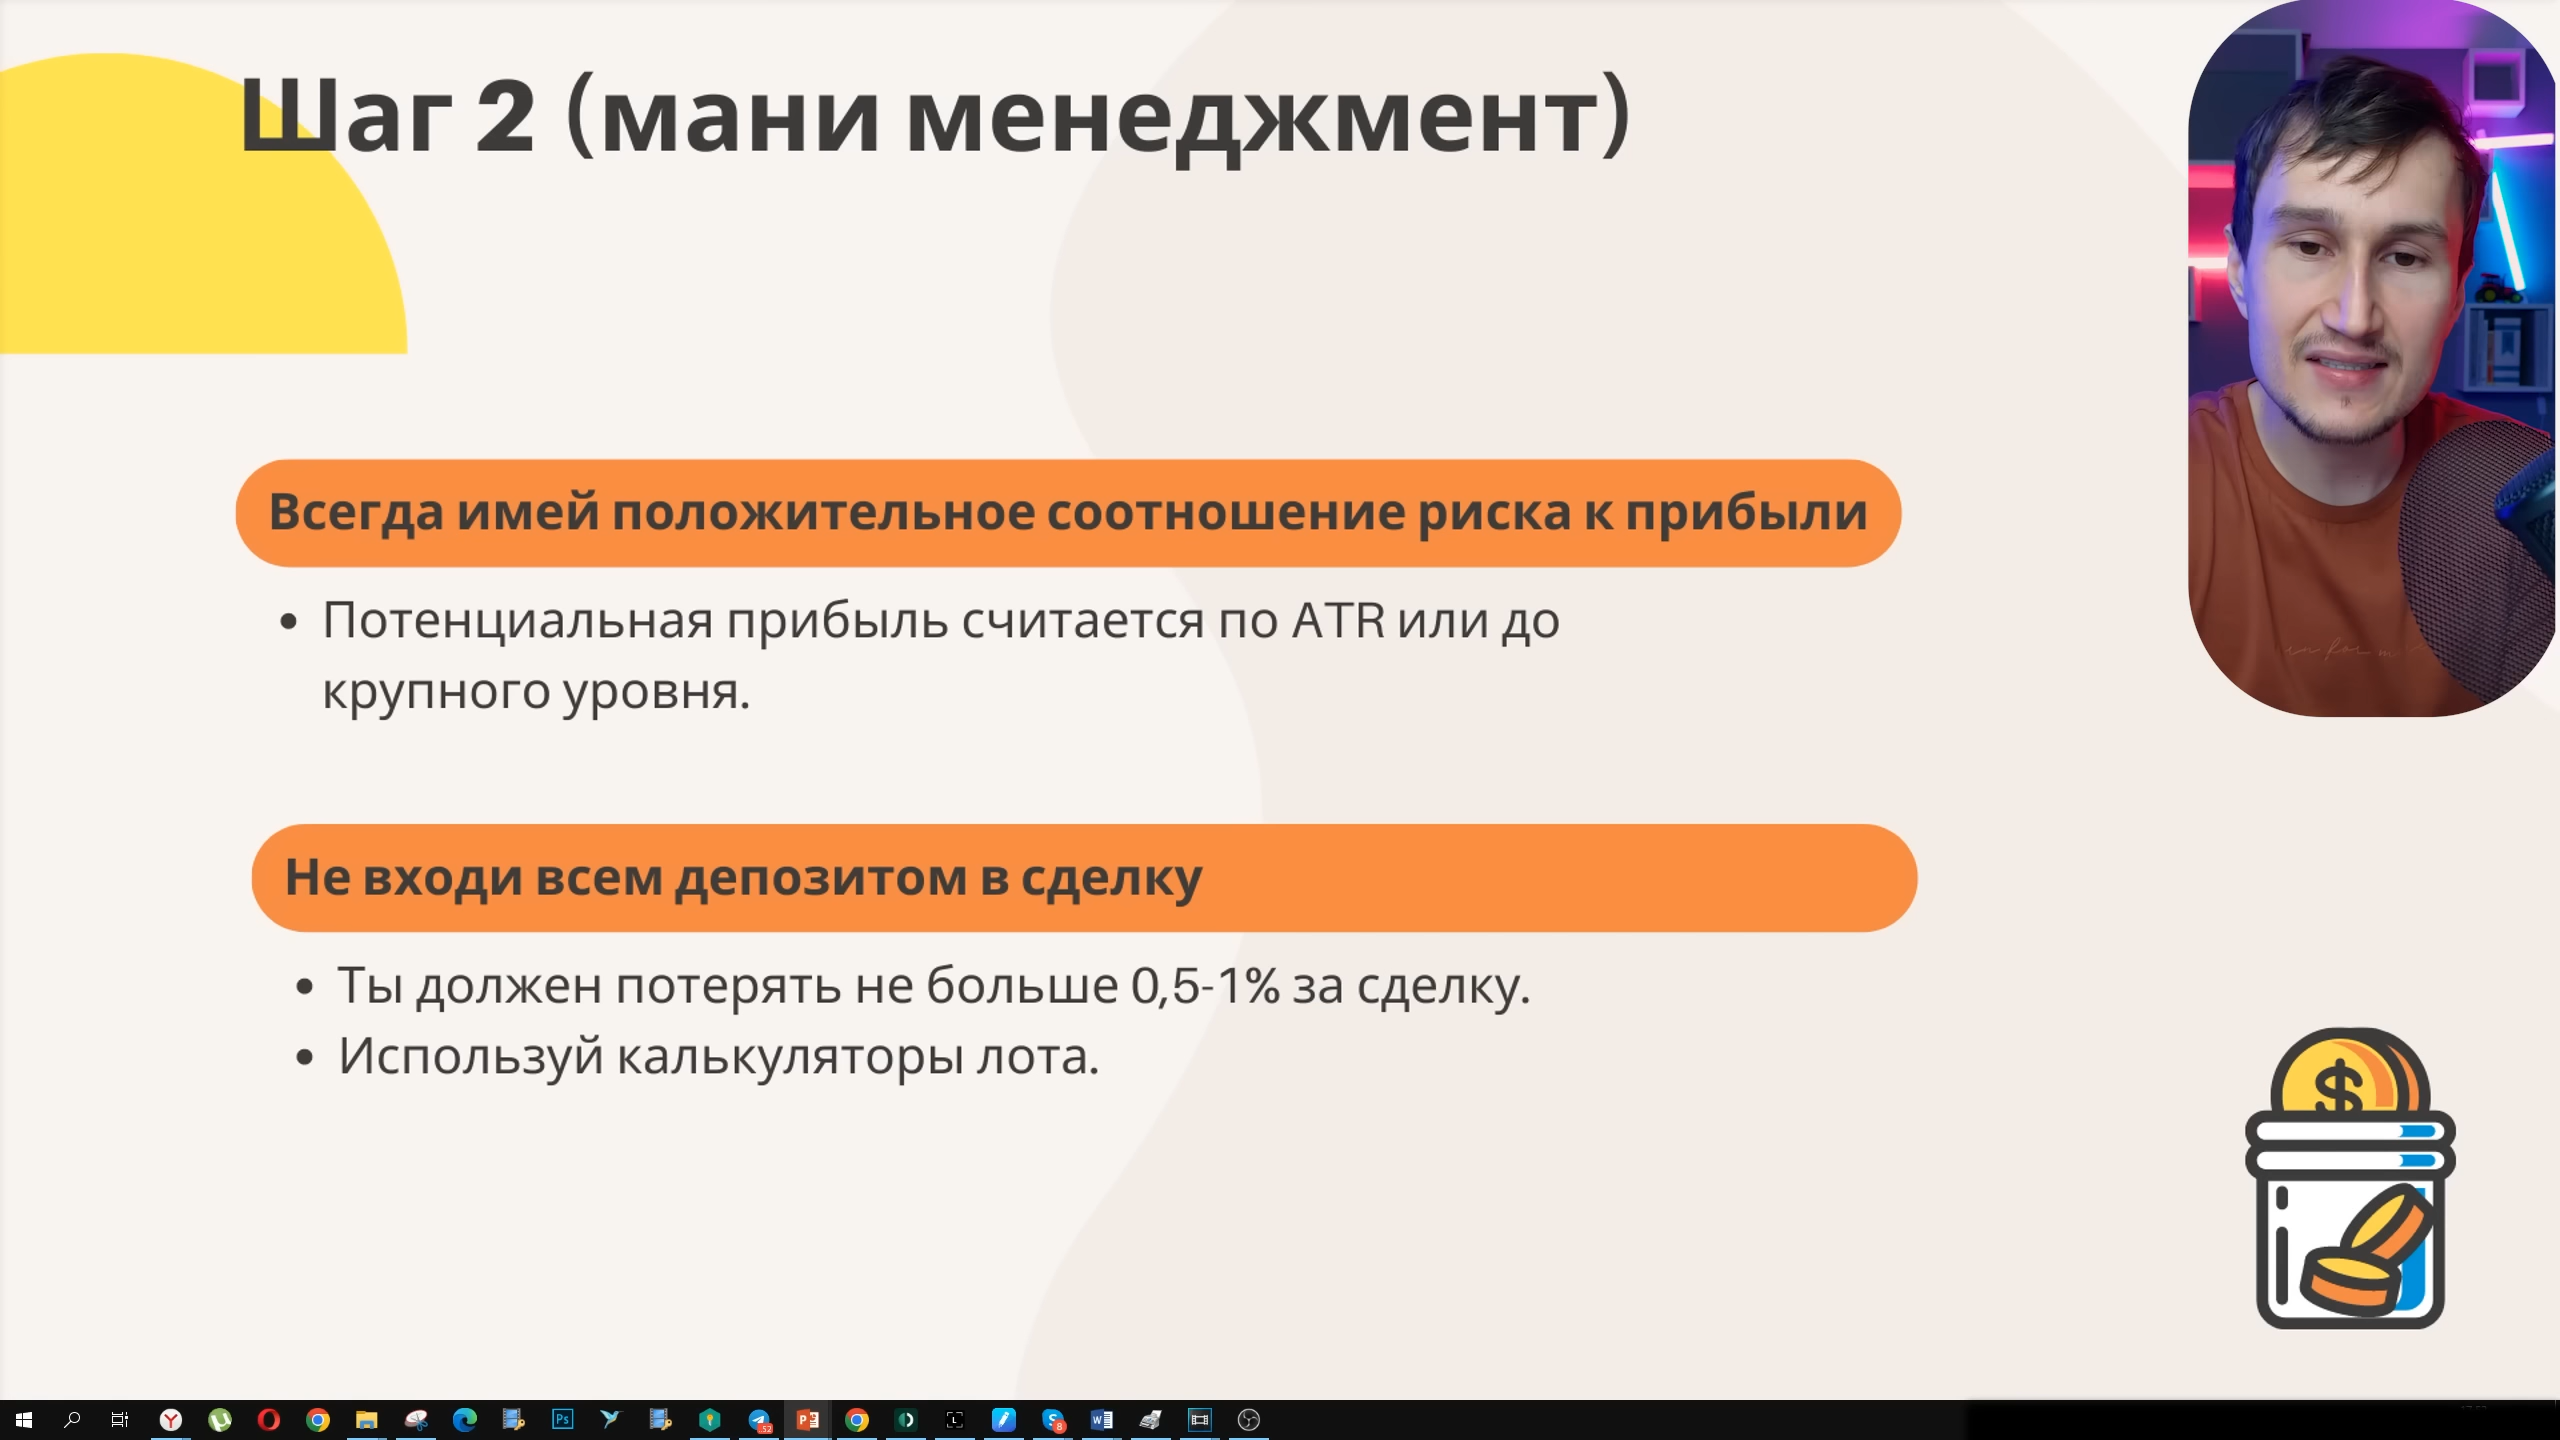 Шаг 2 (мани менеджмент)
Всегда имей положительное соотношение риска к прибыли
• Потенциальная прибыль считается по ATR или до
крупного уровня.
Не входи всем депозитом в сделку
• Ты должен потерять не больше 0,5-1% за сделку.
• Используй калькуляторы лота.